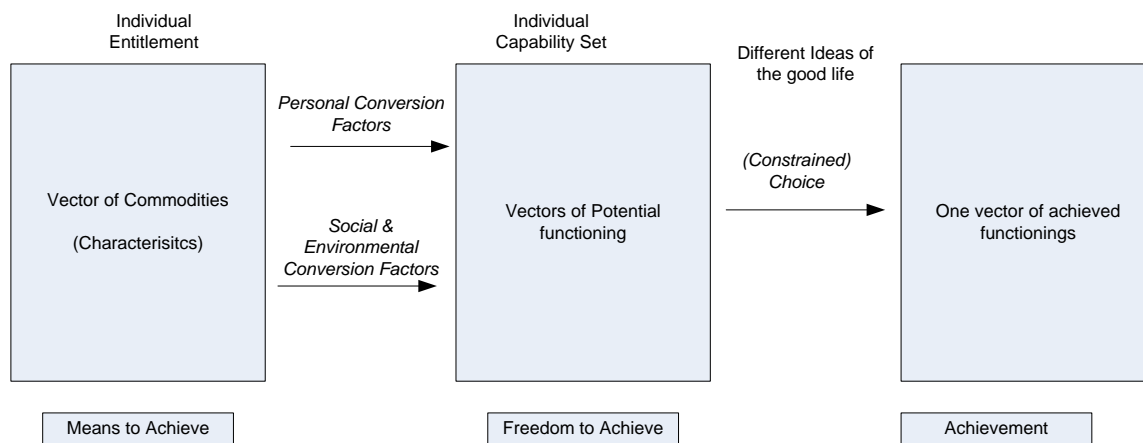 Individual
Entitlement
Individual
Capability Set
Different Ideas of
the good life
Personal Conversion
Factors
(Constrained)
Choice
Vector of Commodities
(Characterisitcs)
Vectors of Potential
functioning
One vector of achieved
functionings
Social &
Environmental
Conversion Factors
Means to Achieve
Freedom to Achieve
Achievement